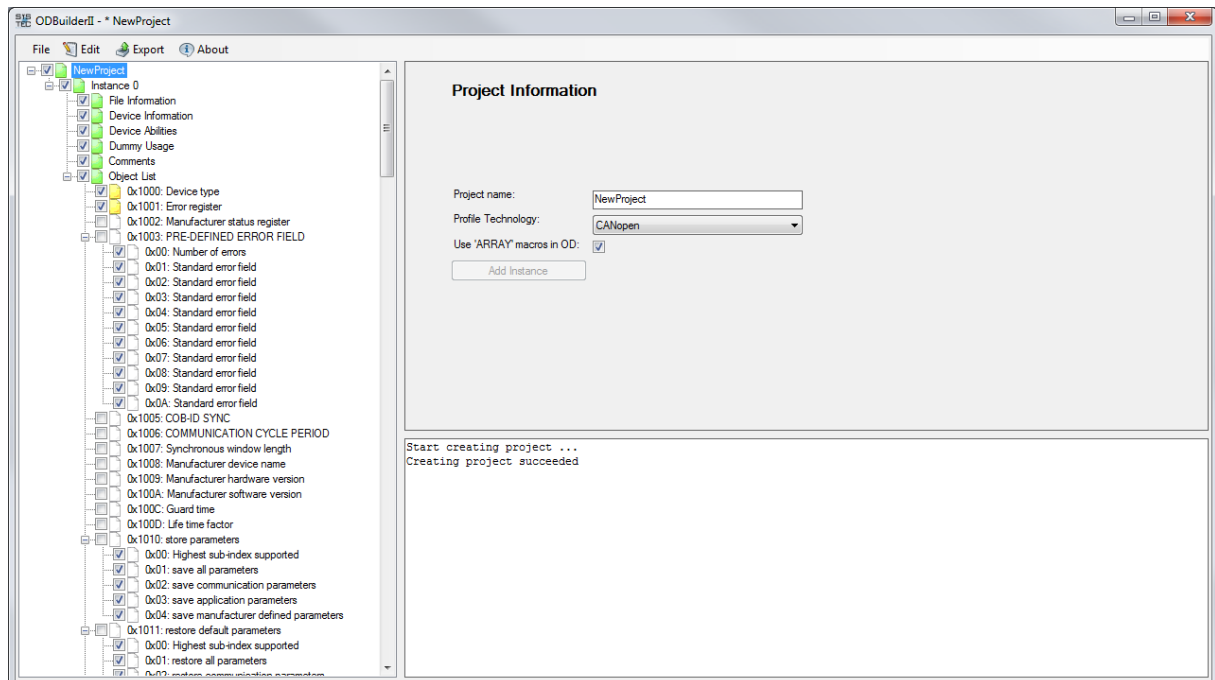 SYS TEC ODBuilderII - * NewProject
File Edit Export About
NewProject
Instance 0
File Information
Device Information
Device Abilities
Dummy Usage
Comments
Object List
0x1000: Device type
0x1001: Error register
0x1002: Manufacturer status register
0x1003: PRE-DEFINED ERROR FIELD
0x00: Number of errors
0x01: Standard error field
0x02: Standard error field
0x03: Standard error field
0x04: Standard error field
0x05: Standard error field
0x06: Standard error field
0x07: Standard error field
0x08: Standard error field
0x09: Standard error field
0x0A: Standard error field
0x1005: COB-ID SYNC
0x1006: COMMUNICATION CYCLE PERIOD
0x1007: Synchronous window length
0x1008: Manufacturer device name
0x1009: Manufacturer hardware version
0x100A: Manufacturer software version
0x100C: Guard time
0x100D: Life time factor
0x1010: store parameters
0x00: Highest sub-index supported
0x01: save all parameters
0x02: save communication parameters
0x03: save application parameters
0x04: save manufacturer defined parameters
0x1011: restore default parameters
0x00: Highest sub-index supported
0x01: restore all parameters
0x02: restore communication parameters
Project Information
Project name: NewProject
Profile Technology: CANopen
Use 'ARRAY' macros in OD:
Add Instance
Start creating project ...
Creating project succeeded